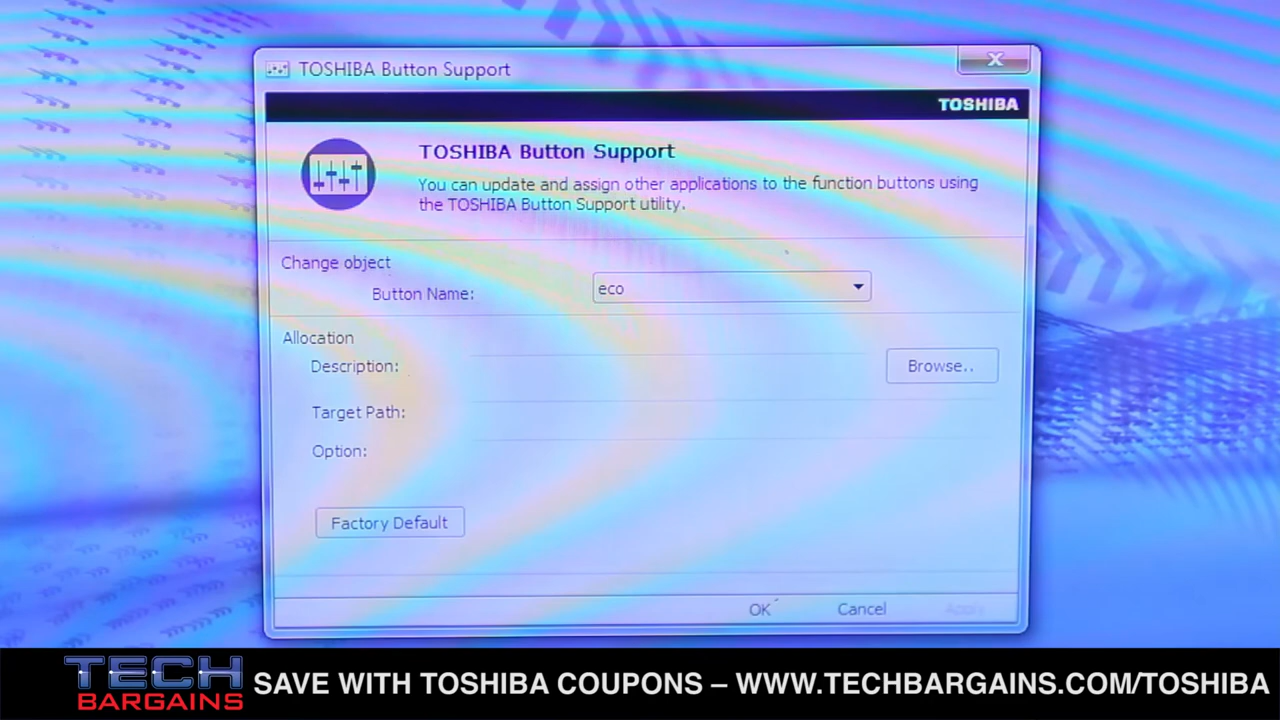 TOSHIBA Button Support
TOSHIBA
TOSHIBA Button Support
You can update and assign other applications to the function buttons using
the TOSHIBA Button Support utility.
Change object
Button Name:
eco
Allocation
Description:
Browse..
Target Path:
Option:
Factory Default
OK
Cancel
Apply
TECH
BARGAINS
SAVE WITH TOSHIBA COUPONS – WWW.TECHBARGAINS.COM/TOSHIBA